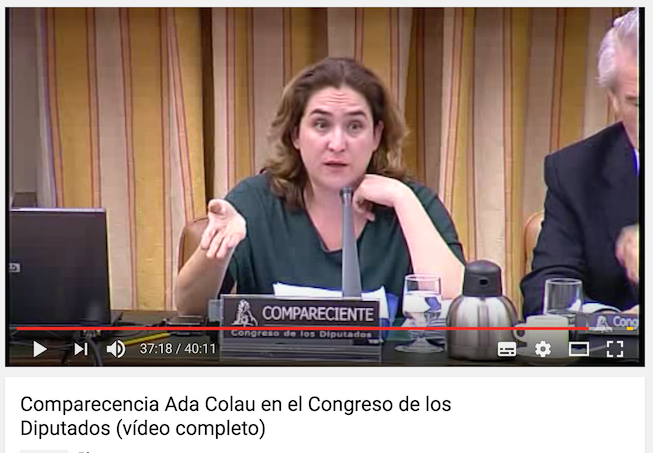 COMPARECIENTE
Congreso de los Diputados
Cong
37:18 / 40:11
Comparecencia Ada Colau en el Congreso de los
Diputados (vídeo completo)